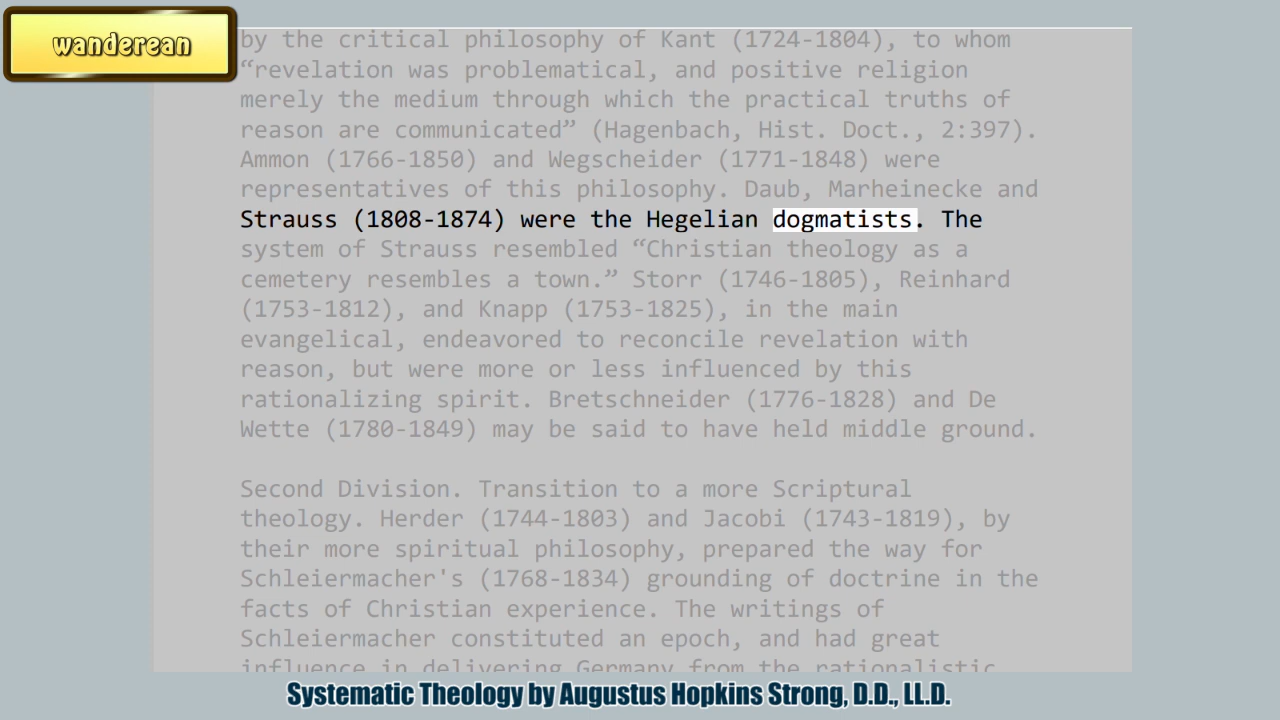 wanderean
by the critical philosophy of Kant (1724-1804), to whom
“revelation was problematical, and positive religion
merely the medium through which the practical truths of
reason are communicated” (Hagenbach, Hist. Doct., 2:397).
Ammon (1766-1850) and Wegscheider (1771-1848) were
representatives of this philosophy. Daub, Marheinecke and
Strauss (1808-1874) were the Hegelian dogmatists. The
system of Strauss resembled “Christian theology as a
cemetery resembles a town.” Storr (1746-1805), Reinhard
(1753-1812), and Knapp (1753-1825), in the main
evangelical, endeavored to reconcile revelation with
reason, but were more or less influenced by this
rationalizing spirit. Bretschneider (1776-1828) and De
Wette (1780-1849) may be said to have held middle ground.
Second Division. Transition to a more Scriptural
theology. Herder (1744-1803) and Jacobi (1743-1819), by
their more spiritual philosophy, prepared the way for
Schleiermacher's (1768-1834) grounding of doctrine in the
facts of Christian experience. The writings of
Schleiermacher constituted an epoch, and had great
influence in delivering Germany from the rationalistic
Systematic Theology by Augustus Hopkins Strong, D.D., LL.D.